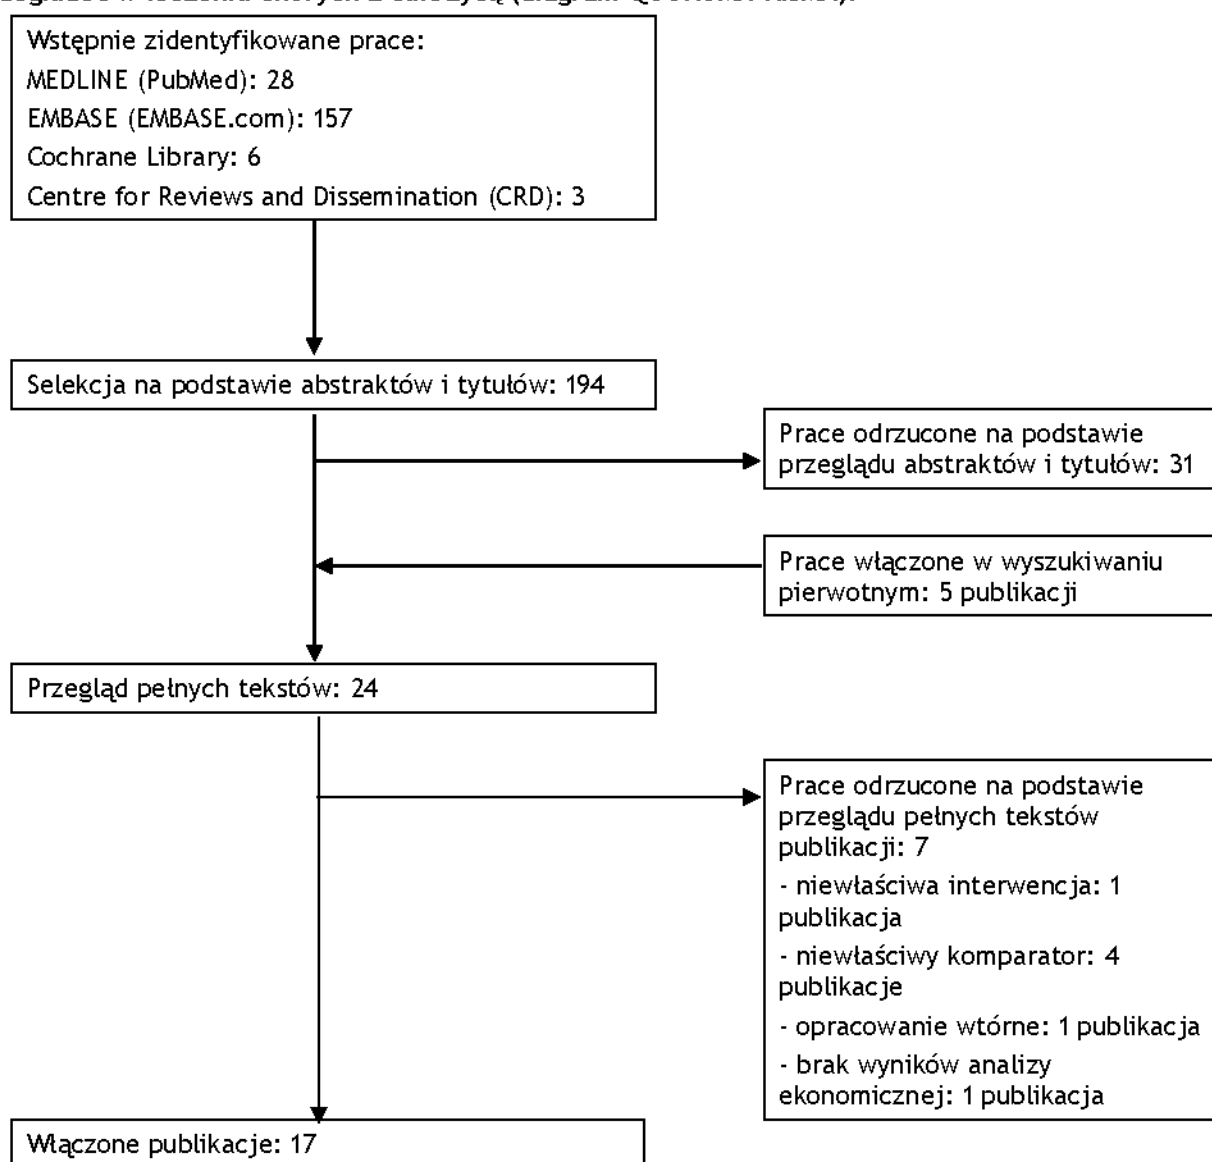 Wstępnie zidentyfikowane prace:
MEDLINE (PubMed): 28
EMBASE (EMBASE.com): 157
Cochrane Library: 6
Centre for Reviews and Dissemination (CRD): 3
Selekcja na podstawie abstraktów i tytułów: 194
Prace odrzucone na podstawie
przeglądu abstraktów i tytułów: 31
Prace włączone w wyszukiwaniu
pierwotnym: 5 publikacji
Przegląd pełnych tekstów: 24
Prace odrzucone na podstawie
przeglądu pełnych tekstów
publikacji: 7
- niewłaściwa interwencja: 1
publikacja
- niewłaściwy komparator: 4
publikacje
- opracowanie wtórne: 1 publikacja
- brak wyników analizy
ekonomicznej: 1 publikacja
Włączone publikacje: 17